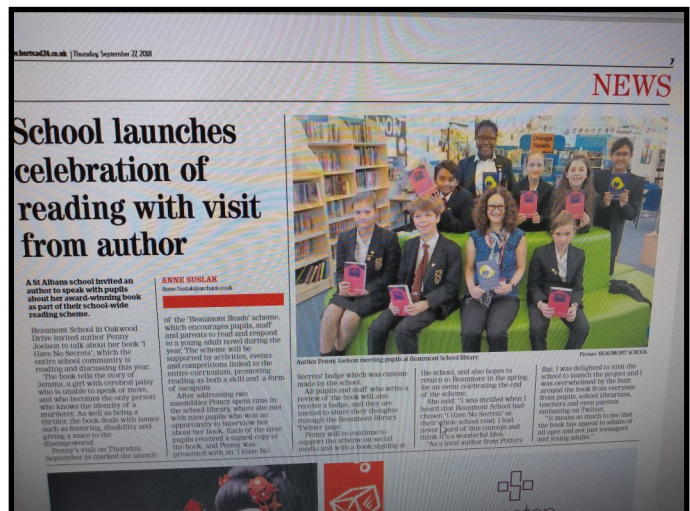 w.hertsad24.co.uk | Thursday, September 27, 2018
7
NEWS
School launches
celebration of
reading with visit
from author
A St Albans school invited an
author to speak with pupils
about her award-winning book
as part of their school-wide
reading scheme.
Beaumont School in Oakwood
Drive invited author Penny
Joelson to talk about her book 'I
Have No Secrets', which the
entire school community is
reading and discussing this year.
The book tells the story of
Jemma, a girl with cerebral palsy
who is unable to speak or move,
and who becomes the only person
who knows the identity of a
murderer. As well as being a
thriller, the book deals with issues
such as fostering, disability and
giving a voice to the
disempowered.
Penny's visit on Thursday,
September 20 marked the launch
ANNE SUSLAK
Anne.Suslak@archant.co.uk
of the 'Beaumont Reads' scheme,
which encourages pupils, staff
and parents to read and respond
to a young adult novel during the
year. The scheme will be
supported by activities, events
and competitions linked to the
entire curriculum, promoting
reading as both a skill and a form
of escapism.
After addressing two
assemblies Penny spent time in
the school library, where she met
with nine pupils who won an
opportunity to interview her
about her book. Each of the nine
pupils received a signed copy of
the book, and Penny was
presented with an 'I Have No
NOW
Orange
Reads
Author Penny Joelson meeting pupils at Beaumont School library.
Picture: BEAUMONT SCHOOL
Secrets' badge which was custom-
made by the school.
All pupils and staff who write a
review of the book will also
receive a badge, and they are
invited to share their thoughts
through the Beaumont library
Twitter page.
Penny will to continue to
support the scheme on social
media and with a book signing at
the school, and also hopes to
return to Beaumont in the spring
for an event celebrating the end
of the scheme.
She said: "I was thrilled when I
heard that Beaumont School had
chosen 'I Have No Secrets' as
their whole school read. I had
never heard of this concept and
think it's a wonderful idea.
"As a local author from Potters
Bar, I was delighted to visit the
school to launch the project and I
was overwhelmed by the buzz
around the book from everyone
from pupils, school librarians,
teachers and even parents
enthusing on Twitter.
"It means so much to me that
the book has appeal to adults of
all ages and not just teenagers
and young adults."